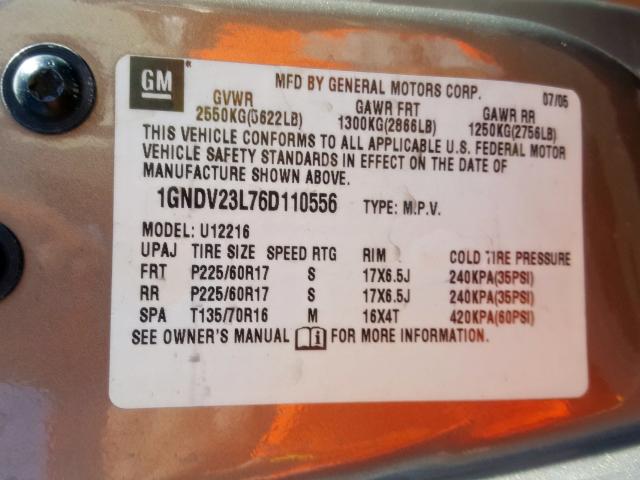 GM
MFD BY GENERAL MOTORS CORP. 07/05
GVWR GAWR FRT GAWR RR
2550KG(5622LB) 1300KG(2866LB) 1250KG(2756LB)
THIS VEHICLE CONFORMS TO ALL APPLICABLE U.S. FEDERAL MOTOR
VEHICLE SAFETY STANDARDS IN EFFECT ON THE DATE OF
MANUFACTURE SHOWN ABOVE.
1GNDV23L76D110556 TYPE: M.P.V.
MODEL: U12216
UPAJ TIRE SIZE SPEED RTG RIM COLD TIRE PRESSURE
FRT P225/60R17 S 17X6.5J 240KPA(35PSI)
RR P225/60R17 S 17X6.5J 240KPA(35PSI)
SPA T135/70R16 M 16X4T 420KPA(60PSI)
SEE OWNER'S MANUAL i FOR MORE INFORMATION.